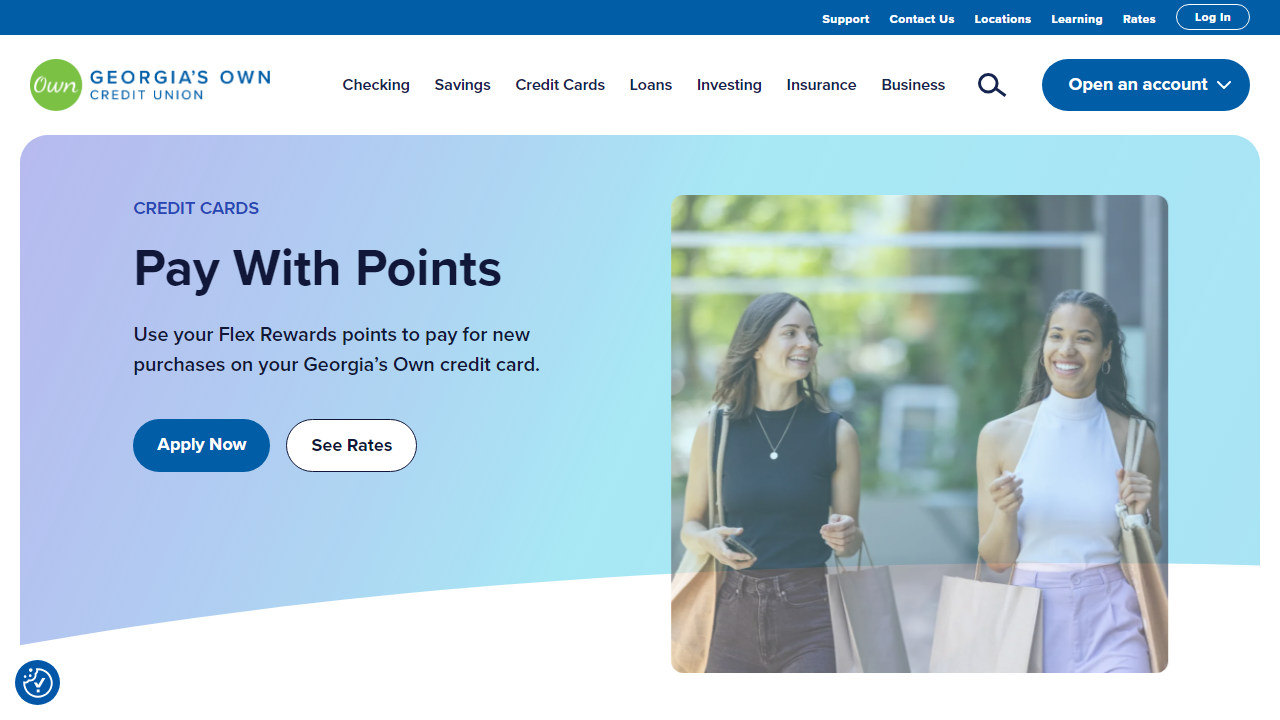 Support Contact Us Locations Learning Rates Log In
Own GEORGIA'S OWN
CREDIT UNION
Checking Savings Credit Cards Loans Investing Insurance Business Open an account
CREDIT CARDS
Pay With Points
Use your Flex Rewards points to pay for new
purchases on your Georgia’s Own credit card.
Apply Now See Rates